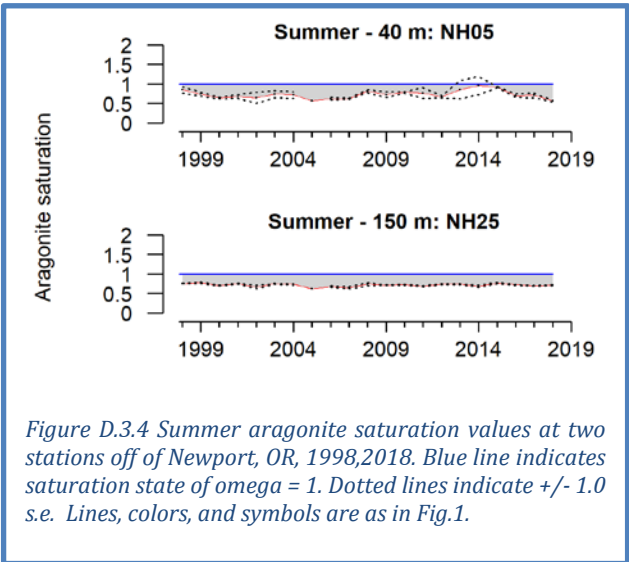 Summer - 40 m: NH05
Aragonite saturation
2
1.5
1
0.5
0
1999 2004 2009 2014 2019
Summer - 150 m: NH25
2
1.5
1
0.5
0
1999 2004 2009 2014 2019
Figure D.3.4 Summer aragonite saturation values at two
stations off of Newport, OR, 1998,2018. Blue line indicates
saturation state of omega = 1. Dotted lines indicate +/- 1.0
s.e. Lines, colors, and symbols are as in Fig.1.